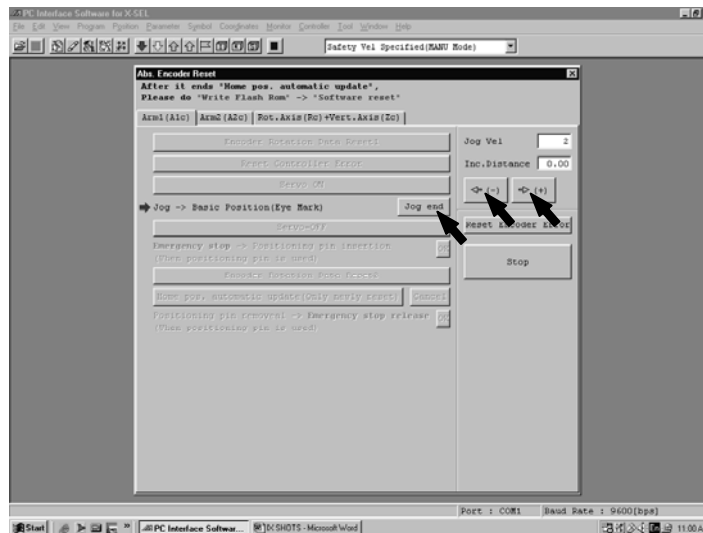 PC Interface Software for X-SEL
File Edit View Program Position Parameter Symbol Coordinates Monitor Controller Tool Window Help
Safety Vel Specified(MANU Mode)
Abs. Encoder Reset
After it ends "Home pos. automatic update",
Please do "Write Flash Rom" -> "Software reset"
Arm1(A1c) Arm2(A2c) Rot.Axis(Rc)+Vert.Axis(Zc)
Encoder Rotation Data Reset1
Reset Controller Error
Servo ON
Jog -> Basic Position(Eye Mark) Jog end
Servo-OFF
Emergency stop -> Positioning pin insertion OK
(When positioning pin is used)
Encoder Rotation Data Reset2
Home pos. automatic update(Only newly reset) Cancel
Positioning pin removal -> Emergency stop release OK
(When positioning pin is used)
Jog Vel 2
Inc.Distance 0.00
(-) (+)
Reset Encoder Error
Stop
Port : COM1 Baud Rate : 9600[bps]
Start PC Interface Softwar... IX SHOTS - Microsoft Word 11:00 A